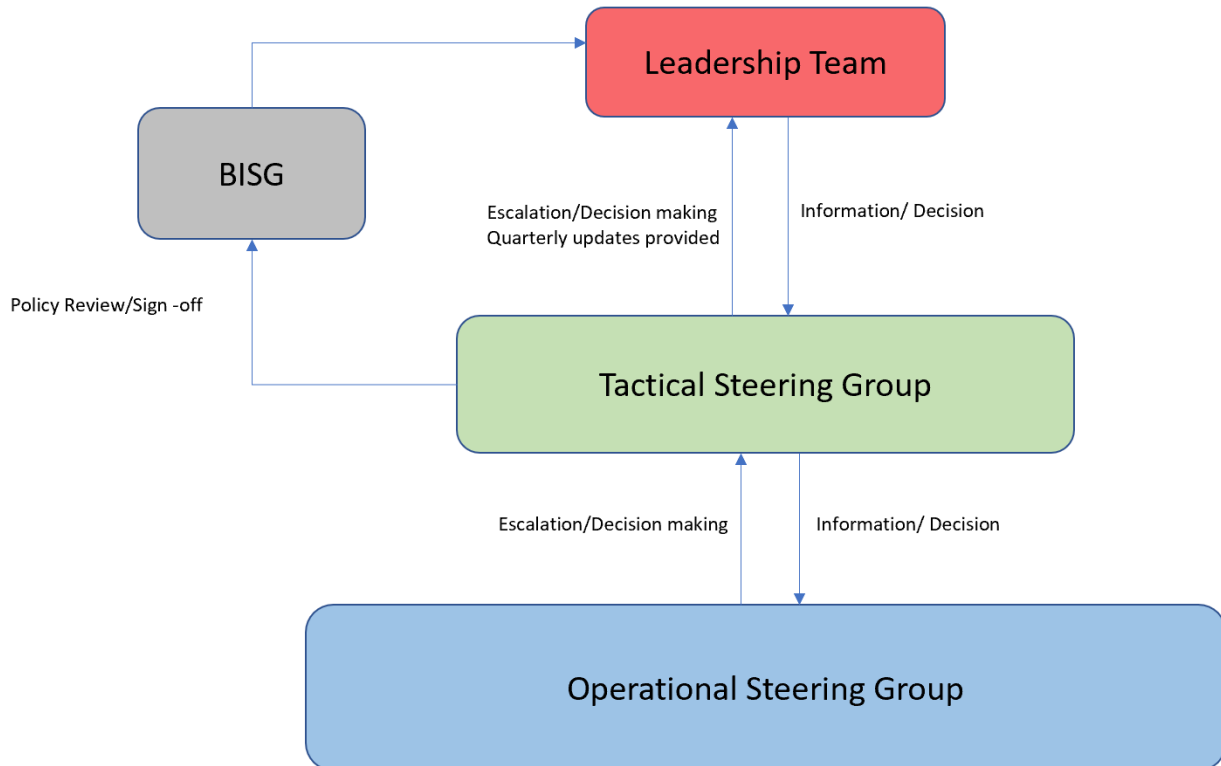 Leadership Team
BISG
Escalation/Decision making
Quarterly updates provided
Information/ Decision
Policy Review/Sign -off
Tactical Steering Group
Escalation/Decision making
Information/ Decision
Operational Steering Group